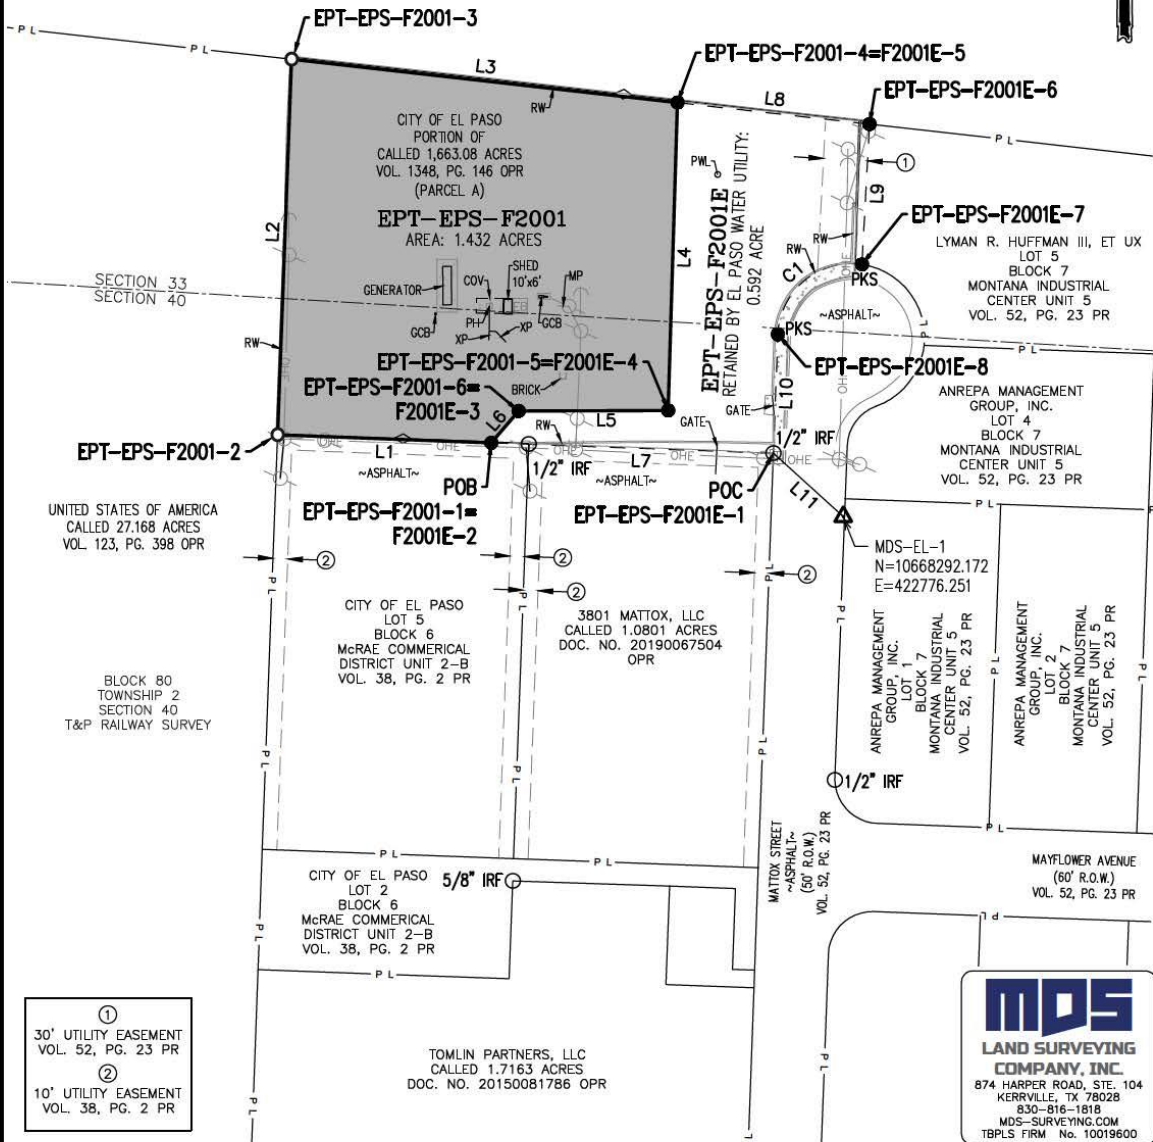 EPT-EPS-F2001-3
P L
P L
L3
EPT-EPS-F2001-4=F2001E-5
L8
EPT-EPS-F2001E-6
RW
P L
CITY OF EL PASO
PORTION OF
CALLED 1,663.08 ACRES
VOL. 1348, PG. 146 OPR
(PARCEL A)
EPT-EPS-F2001
AREA: 1.432 ACRES
L2
L4
PWL
EPT-EPS-F2001E
RETAINED BY EL PASO WATER UTILITY:
0.592 ACRE
1
L9
EPT-EPS-F2001E-7
RW
RW
OHE
C1
PKS
LYMAN R. HUFFMAN III, ET UX
LOT 5
BLOCK 7
MONTANA INDUSTRIAL
CENTER UNIT 5
VOL. 52, PG. 23 PR
SECTION 33
SECTION 40
GENERATOR
COV
SHED
10'x6'
MP
EB
GCB
PH
XP
XP
GCB
~ASPHALT~
PKS
P L
P L
RW
OHE
EPT-EPS-F2001-5=F2001E-4
EPT-EPS-F2001E-8
EPT-EPS-F2001-6=
F2001E-3
BRICK
L6
L5
L10
OHE
GATE
GATE
RW
ANREPA MANAGEMENT
GROUP, INC.
LOT 4
BLOCK 7
MONTANA INDUSTRIAL
CENTER UNIT 5
VOL. 52, PG. 23 PR
EPT-EPS-F2001-2
OHE
L1
OHE
~ASPHALT~
1/2" IRF
L7
OHE
~ASPHALT~
1/2" IRF
OHE
POB
POC
L11
P L
EPT-EPS-F2001-1=
F2001E-2
EPT-EPS-F2001E-1
UNITED STATES OF AMERICA
CALLED 27.168 ACRES
VOL. 123, PG. 398 OPR
MDS-EL-1
N=10668292.172
E=422776.251
2
2
2
2
P L
P L
P L
P L
P L
P L
CITY OF EL PASO
LOT 5
BLOCK 6
McRAE COMMERICAL
DISTRICT UNIT 2-B
VOL. 38, PG. 2 PR
3801 MATTOX, LLC
CALLED 1.0801 ACRES
DOC. NO. 20190067504
OPR
ANREPA MANAGEMENT
GROUP, INC.
LOT 1
BLOCK 7
MONTANA INDUSTRIAL
CENTER UNIT 5
VOL. 52, PG. 23 PR
ANREPA MANAGEMENT
GROUP, INC.
LOT 2
BLOCK 7
MONTANA INDUSTRIAL
CENTER UNIT 5
VOL. 52, PG. 23 PR
BLOCK 80
TOWNSHIP 2
SECTION 40
T&P RAILWAY SURVEY
P L
P L
P L
1/2" IRF
P L
P L
P L
MATTOX STREET
~ASPHALT~
(50' R.O.W.)
VOL. 52, PG. 23 PR
MAYFLOWER AVENUE
(60' R.O.W.)
VOL. 52, PG. 23 PR
P L
CITY OF EL PASO
LOT 2
BLOCK 6
McRAE COMMERICAL
DISTRICT UNIT 2-B
VOL. 38, PG. 2 PR
5/8" IRF
P L
P L
P L
1
30' UTILITY EASEMENT
VOL. 52, PG. 23 PR
2
10' UTILITY EASEMENT
VOL. 38, PG. 2 PR
TOMLIN PARTNERS, LLC
CALLED 1.7163 ACRES
DOC. NO. 20150081786 OPR
P L
P L
MDS
LAND SURVEYING
COMPANY, INC.
874 HARPER ROAD, STE. 104
KERRVILLE, TX 78028
830-816-1818
MDS-SURVEYING.COM
TBPLS FIRM No. 10019600